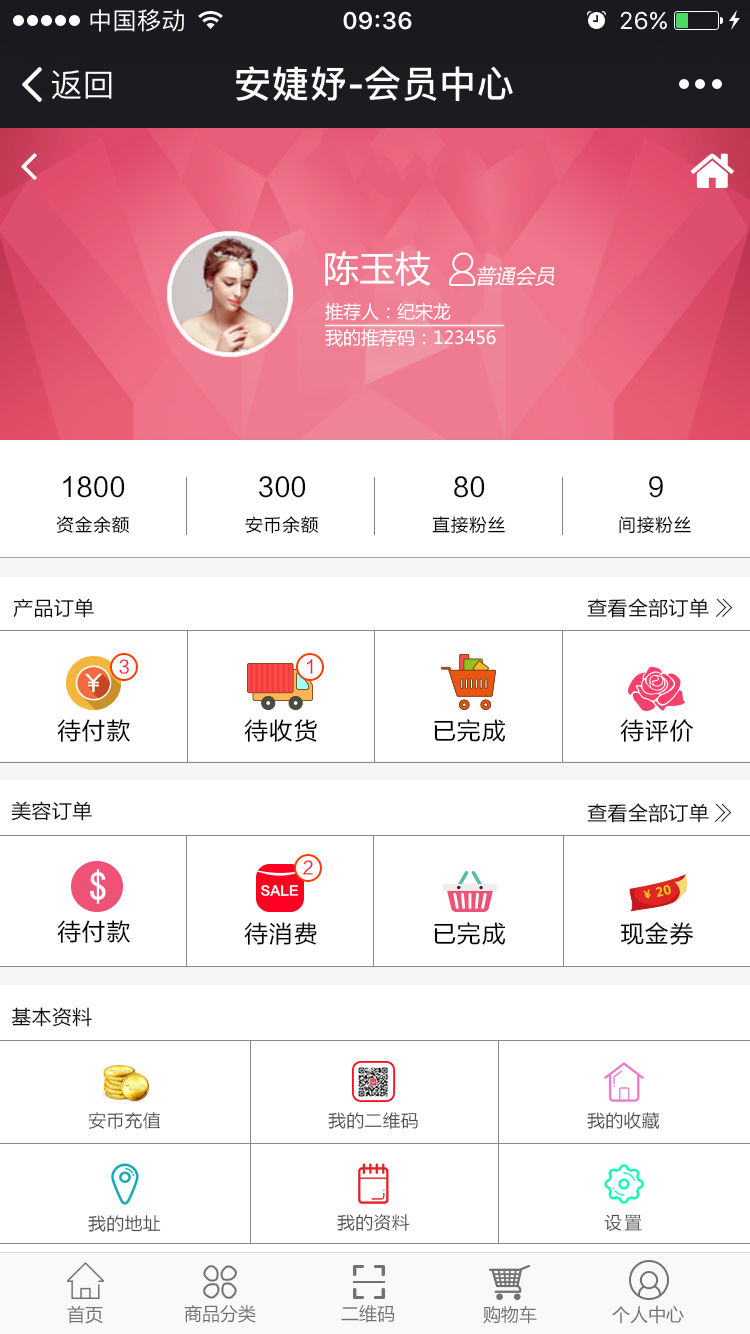 中国移动 09:36 26%
返回 安婕妤-会员中心
陈玉枝 普通会员
推荐人：纪宋龙
我的推荐码：123456
1800 300 80 9
资金余额 安币余额 直接粉丝 间接粉丝
产品订单 查看全部订单
¥ 3 1
待付款 待收货 已完成 待评价
美容订单 查看全部订单
$ SALE 2 ¥ 20
待付款 待消费 已完成 现金券
基本资料
安币充值 我的二维码 我的收藏
我的地址 我的资料 设置
首页 商品分类 二维码 购物车 个人中心